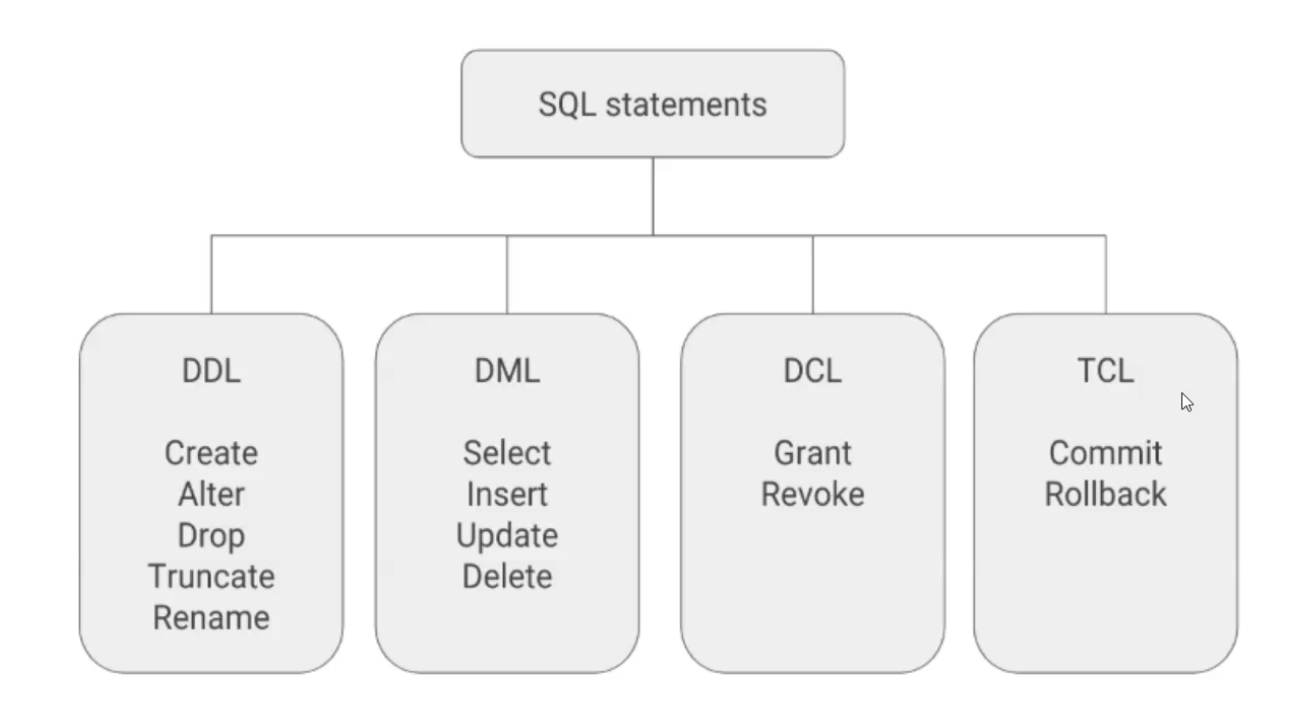 SQL statements
DDL
Create
Alter
Drop
Truncate
Rename
DML
Select
Insert
Update
Delete
DCL
Grant
Revoke
TCL
Commit
Rollback